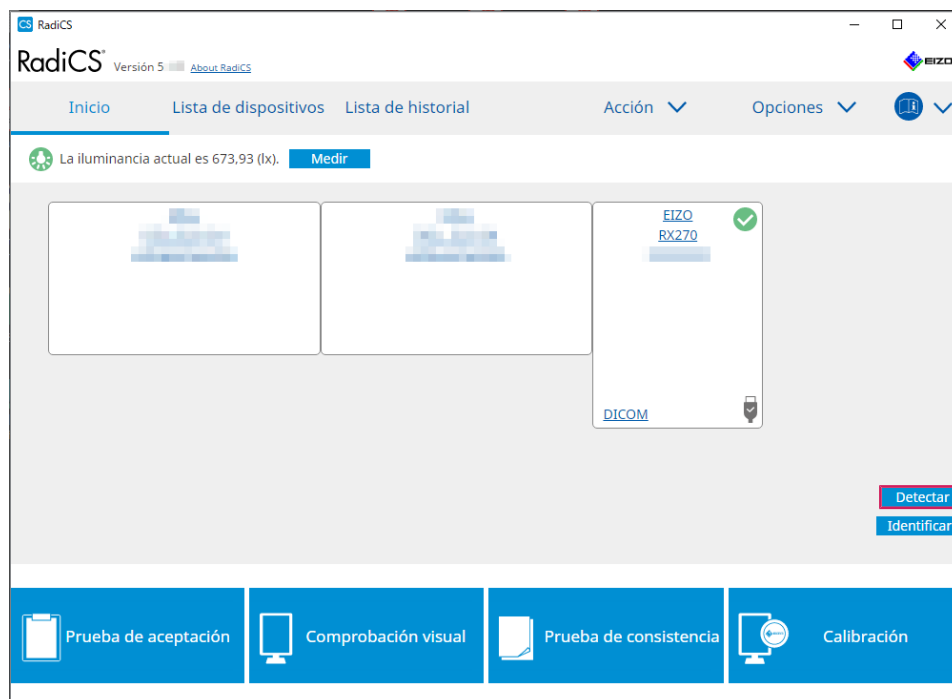 CS RadiCS
RadiCS® Versión 5 About RadiCS
EIZO
Inicio Lista de dispositivos Lista de historial Acción Opciones
La iluminancia actual es 673,93 (lx). Medir
EIZO
RX270
DICOM
Detectar
Identificar
Prueba de aceptación Comprobación visual Prueba de consistencia Calibración